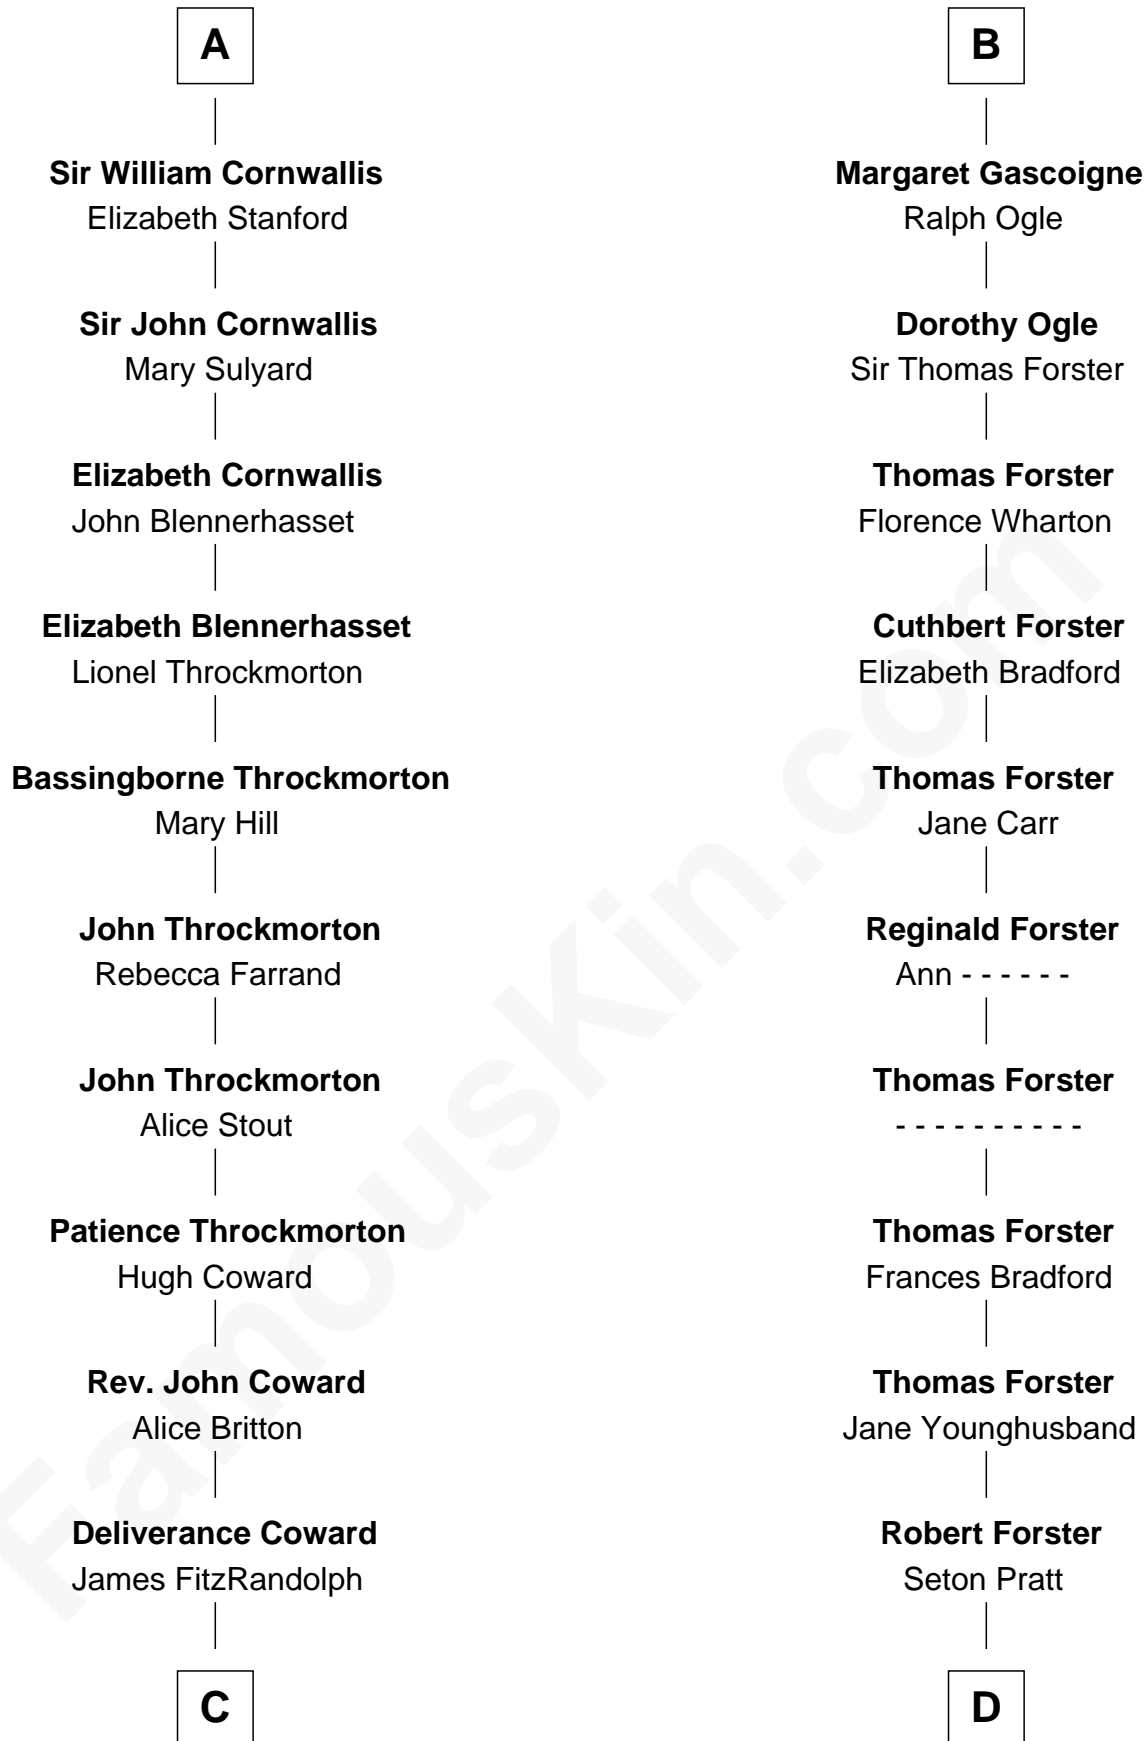 A
Sir William Cornwallis
Elizabeth Stanford
Sir John Cornwallis
Mary Sulyard
Elizabeth Cornwallis
John Blennerhasset
Elizabeth Blennerhasset
Lionel Throckmorton
Bassingborne Throckmorton
Mary Hill
John Throckmorton
Rebecca Farrand
John Throckmorton
Alice Stout
Patience Throckmorton
Hugh Coward
Rev. John Coward
Alice Britton
Deliverance Coward
James FitzRandolph
C
B
Margaret Gascoigne
Ralph Ogle
Dorothy Ogle
Sir Thomas Forster
Thomas Forster
Florence Wharton
Cuthbert Forster
Elizabeth Bradford
Thomas Forster
Jane Carr
Reginald Forster
Ann - - - - - -
Thomas Forster
- - - - - - - - - -
Thomas Forster
Frances Bradford
Thomas Forster
Jane Younghusband
Robert Forster
Seton Pratt
D
FamousKin.com